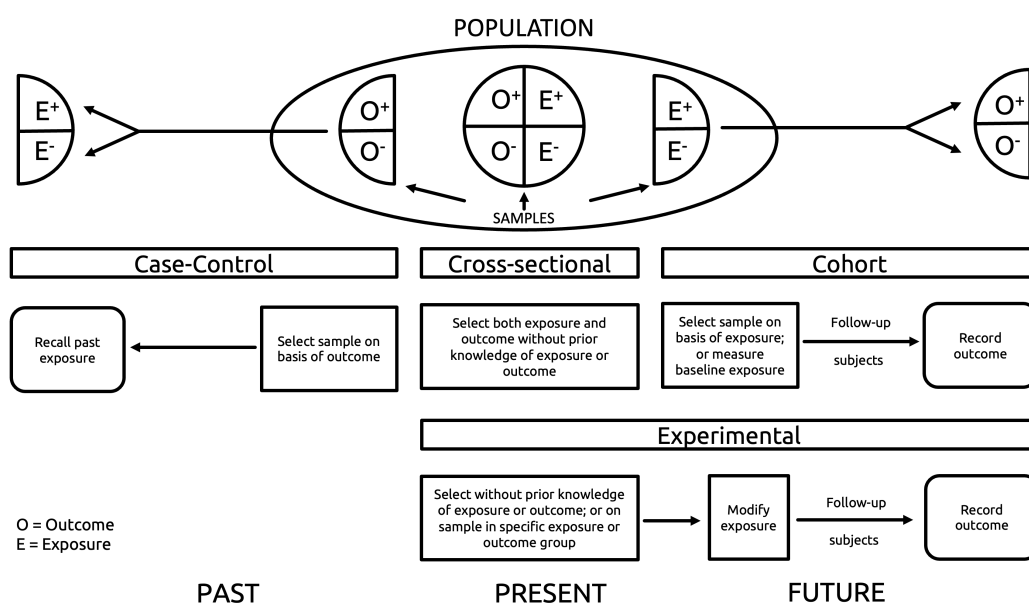 POPULATION
E+
E-
O+
O-
O+ E+
O- E-
E+
E-
O+
O-
SAMPLES
Case-Control
Cross-sectional
Cohort
Recall past
exposure
Select sample on
basis of outcome
Select both exposure and
outcome without prior
knowledge of exposure or
outcome
Select sample on
basis of exposure;
or measure
baseline exposure
Follow-up
subjects
Record
outcome
Experimental
Select without prior knowledge
of exposure or outcome; or on
sample in specific exposure or
outcome group
Modify
exposure
Follow-up
subjects
Record
outcome
O = Outcome
E = Exposure
PAST
PRESENT
FUTURE